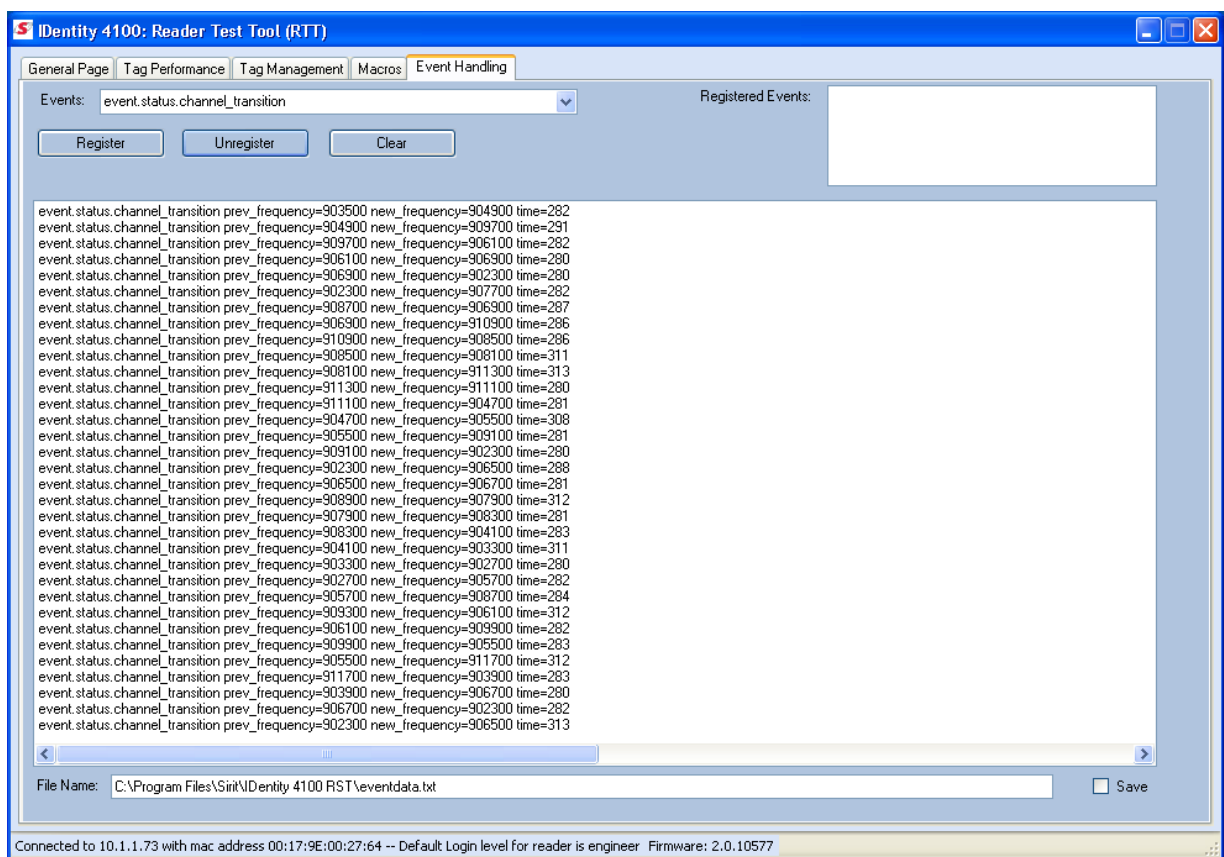 IDentity 4100: Reader Test Tool (RTT)
General Page Tag Performance Tag Management Macros Event Handling
Events: event.status.channel_transition Registered Events:
Register Unregister Clear
event.status.channel_transition prev_frequency=903500 new_frequency=904900 time=282
event.status.channel_transition prev_frequency=904900 new_frequency=909700 time=291
event.status.channel_transition prev_frequency=909700 new_frequency=906100 time=282
event.status.channel_transition prev_frequency=906100 new_frequency=906900 time=280
event.status.channel_transition prev_frequency=906900 new_frequency=902300 time=280
event.status.channel_transition prev_frequency=902300 new_frequency=907700 time=282
event.status.channel_transition prev_frequency=908700 new_frequency=906900 time=287
event.status.channel_transition prev_frequency=906900 new_frequency=910900 time=286
event.status.channel_transition prev_frequency=910900 new_frequency=908500 time=286
event.status.channel_transition prev_frequency=908500 new_frequency=908100 time=311
event.status.channel_transition prev_frequency=908100 new_frequency=911300 time=313
event.status.channel_transition prev_frequency=911300 new_frequency=911100 time=280
event.status.channel_transition prev_frequency=911100 new_frequency=904700 time=281
event.status.channel_transition prev_frequency=904700 new_frequency=905500 time=308
event.status.channel_transition prev_frequency=905500 new_frequency=909100 time=281
event.status.channel_transition prev_frequency=909100 new_frequency=902300 time=280
event.status.channel_transition prev_frequency=902300 new_frequency=906500 time=288
event.status.channel_transition prev_frequency=906500 new_frequency=906700 time=281
event.status.channel_transition prev_frequency=908900 new_frequency=907900 time=312
event.status.channel_transition prev_frequency=907900 new_frequency=908300 time=281
event.status.channel_transition prev_frequency=908300 new_frequency=904100 time=283
event.status.channel_transition prev_frequency=904100 new_frequency=903300 time=311
event.status.channel_transition prev_frequency=903300 new_frequency=902700 time=280
event.status.channel_transition prev_frequency=902700 new_frequency=905700 time=282
event.status.channel_transition prev_frequency=905700 new_frequency=908700 time=284
event.status.channel_transition prev_frequency=909300 new_frequency=906100 time=312
event.status.channel_transition prev_frequency=906100 new_frequency=909900 time=282
event.status.channel_transition prev_frequency=909900 new_frequency=905500 time=283
event.status.channel_transition prev_frequency=905500 new_frequency=911700 time=312
event.status.channel_transition prev_frequency=911700 new_frequency=903900 time=283
event.status.channel_transition prev_frequency=903900 new_frequency=906700 time=280
event.status.channel_transition prev_frequency=906700 new_frequency=902300 time=282
event.status.channel_transition prev_frequency=902300 new_frequency=906500 time=313
File Name: C:\Program Files\Sirit\IDentity 4100 RST\eventdata.txt Save
Connected to 10.1.1.73 with mac address 00:17:9E:00:27:64 -- Default Login level for reader is engineer Firmware: 2.0.10577